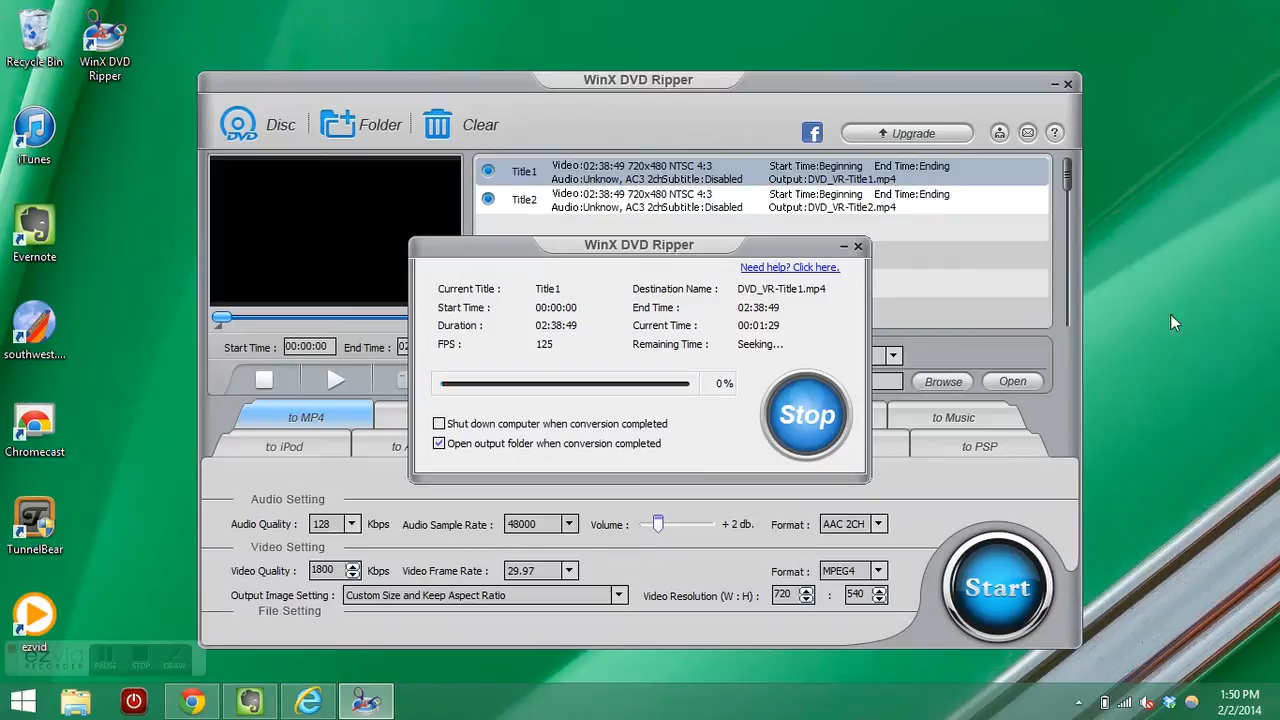 Recycle Bin
WinX DVD
Ripper
iTunes
Evernote
southwest....
Chromecast
TunnelBear
ezvid
WinX DVD Ripper
DVD
Disc
Folder
Clear
f
Upgrade
?
Title1
Video:02:38:49 720x480 NTSC 4:3
Start Time:Beginning
End Time:Ending
Audio:Unknow, AC3 2chSubtitle:Disabled
Output:DVD_VR-Title1.mp4
Title2
Video:02:38:49 720x480 NTSC 4:3
Start Time:Beginning
End Time:Ending
Audio:Unknow, AC3 2chSubtitle:Disabled
Output:DVD_VR-Title2.mp4
Start Time :
00:00:00
End Time :
Browse
Open
WinX DVD Ripper
Need help? Click here.
Current Title :
Title1
Destination Name :
DVD_VR-Title1.mp4
Start Time :
00:00:00
End Time :
02:38:49
Duration :
02:38:49
Current Time :
00:01:29
FPS :
125
Remaining Time :
Seeking...
0%
Shut down computer when conversion completed
Open output folder when conversion completed
Stop
to MP4
to Music
to iPod
to PSP
Audio Setting
Audio Quality :
128
Kbps
Audio Sample Rate :
48000
Volume :
+ 2 db.
Format :
AAC 2CH
Video Setting
Video Quality :
1800
Kbps
Video Frame Rate :
29.97
Format :
MPEG4
Output Image Setting :
Custom Size and Keep Aspect Ratio
Video Resolution (W : H) :
720
:
540
File Setting
Start
ezvid
RECORDER
PAUSE
STOP
DRAW
1:50 PM
2/2/2014